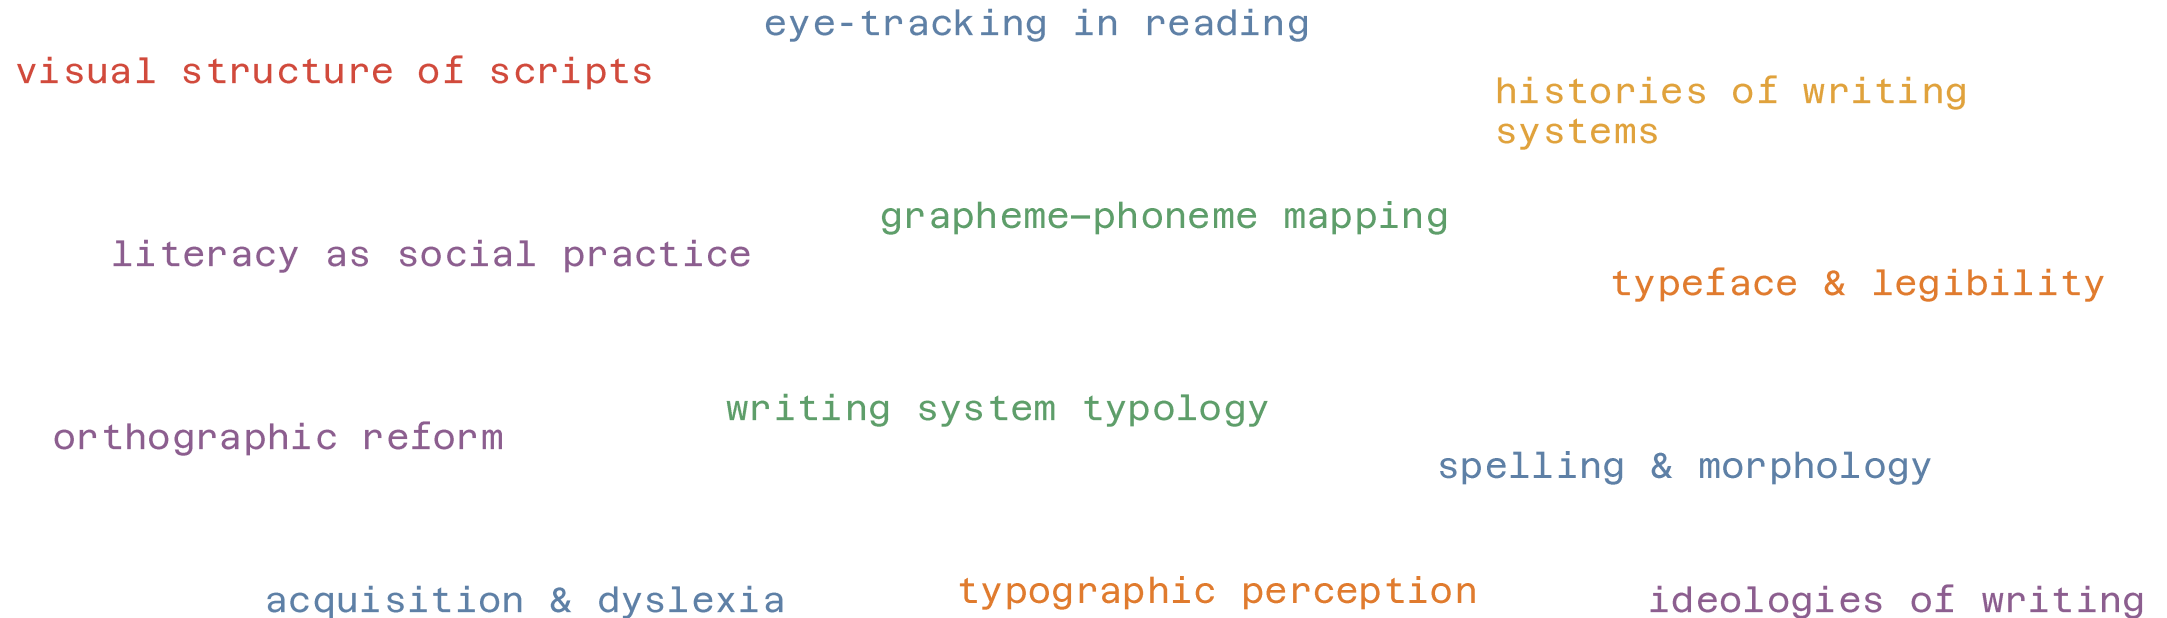 eye-tracking in reading
visual structure of scripts
histories of writing
systems
grapheme–phoneme mapping
literacy as social practice
typeface & legibility
writing system typology
orthographic reform
spelling & morphology
typographic perception
acquisition & dyslexia
ideologies of writing